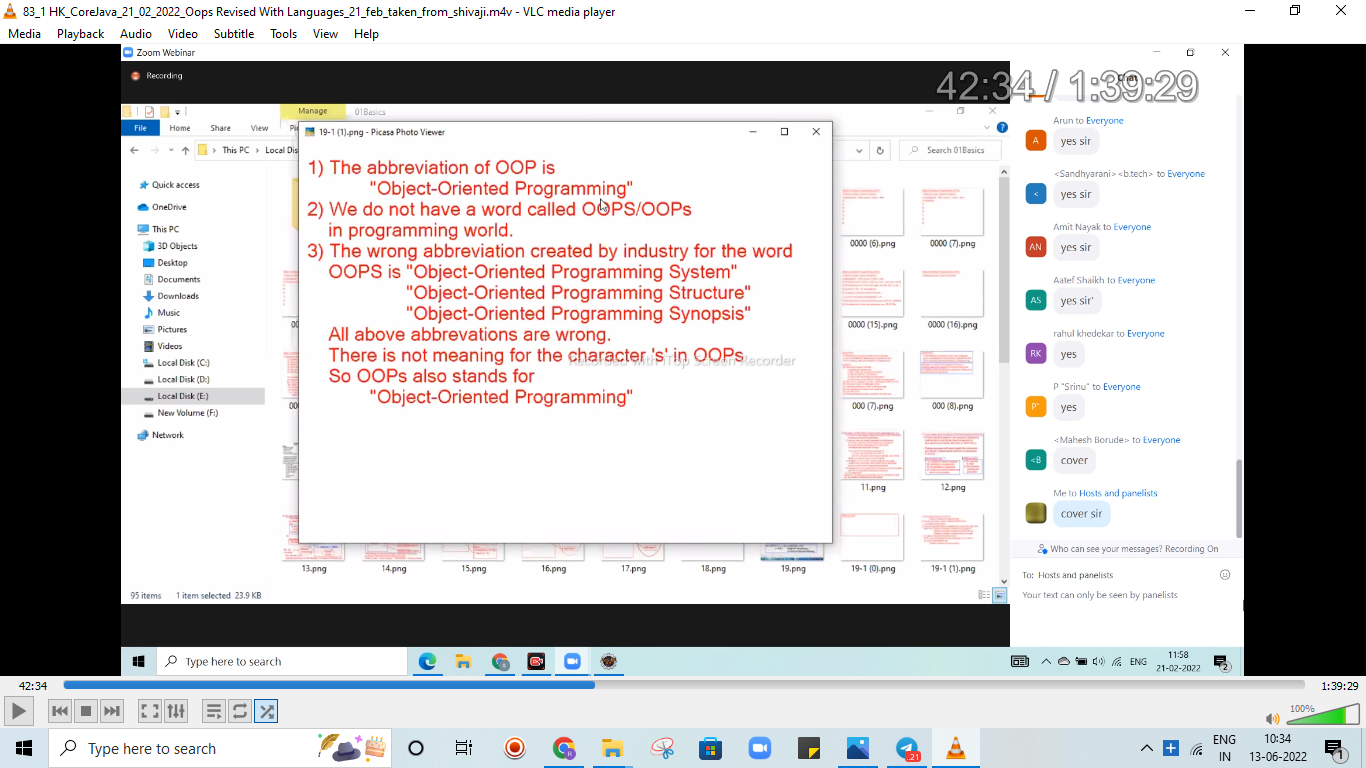 83_1 HK_CoreJava_21_02_2022_Oops Revised With Languages_21_feb_taken_from_shivaji.m4v - VLC media player
Media Playback Audio Video Subtitle Tools View Help
Zoom Webinar
Recording
42:34 / 1:39:29
Chat
Manage 01Basics
File Home Share View
This PC Local Dis
Search 01Basics
Quick access
OneDrive
This PC
3D Objects
Desktop
Documents
Downloads
Music
Pictures
Videos
Local Disk (C:)
Local Disk (D:)
Local Disk (E:)
New Volume (F:)
Network
19-1 (1).png - Picasa Photo Viewer
1) The abbreviation of OOP is
"Object-Oriented Programming"
2) We do not have a word called OOPS/OOPs
in programming world.
3) The wrong abbreviation created by industry for the word
OOPS is "Object-Oriented Programming System"
"Object-Oriented Programming Structure"
"Object-Oriented Programming Synopsis"
All above abbrevations are wrong.
There is not meaning for the character 's' in OOPs
So OOPs also stands for
"Object-Oriented Programming"
Recorded with iTop Screen Recorder
0000 (6).png 0000 (7).png
0000 (15).png 0000 (16).png
000 (7).png 000 (8).png
11.png 12.png
13.png 14.png 15.png 16.png 17.png 18.png 19.png 19-1 (0).png 19-1 (1).png
95 items 1 item selected 23.9 KB
Arun to Everyone
A yes sir
<Sandhyarani><b.tech> to Everyone
< yes sir
Amit Nayak to Everyone
AN yes sir
Aatef Shaikh to Everyone
AS yes sir'
rahul khedekar to Everyone
RK yes
P "Srinu" to Everyone
P" yes
<Mahesh Borude> to Everyone
<B cover
Me to Hosts and panelists
cover sir
Who can see your messages? Recording On
To: Hosts and panelists
Your text can only be seen by panelists
Type here to search
ENG
11:58
21-02-2022
2
42:34 1:39:29
100%
Type here to search
21
ENG
IN
10:34
13-06-2022
1